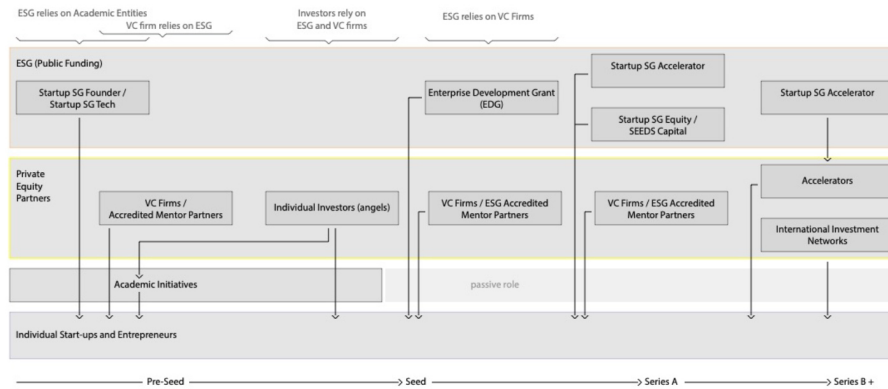 ESG relies on Academic Entities
VC firm relies on ESG
Investors rely on
ESG and VC firms
ESG relies on VC Firms
ESG (Public Funding)
Startup SG Founder /
Startup SG Tech
Enterprise Development Grant
(EDG)
Startup SG Accelerator
Startup SG Equity /
SEEDS Capital
Startup SG Accelerator
Private
Equity
Partners
VC Firms /
Accredited Mentor Partners
Individual Investors (angels)
VC Firms / ESG Accredited
Mentor Partners
VC Firms / ESG Accredited
Mentor Partners
Accelerators
International Investment
Networks
Academic Initiatives
passive role
Individual Start-ups and Entrepreneurs
Pre-Seed
Seed
Series A
Series B +